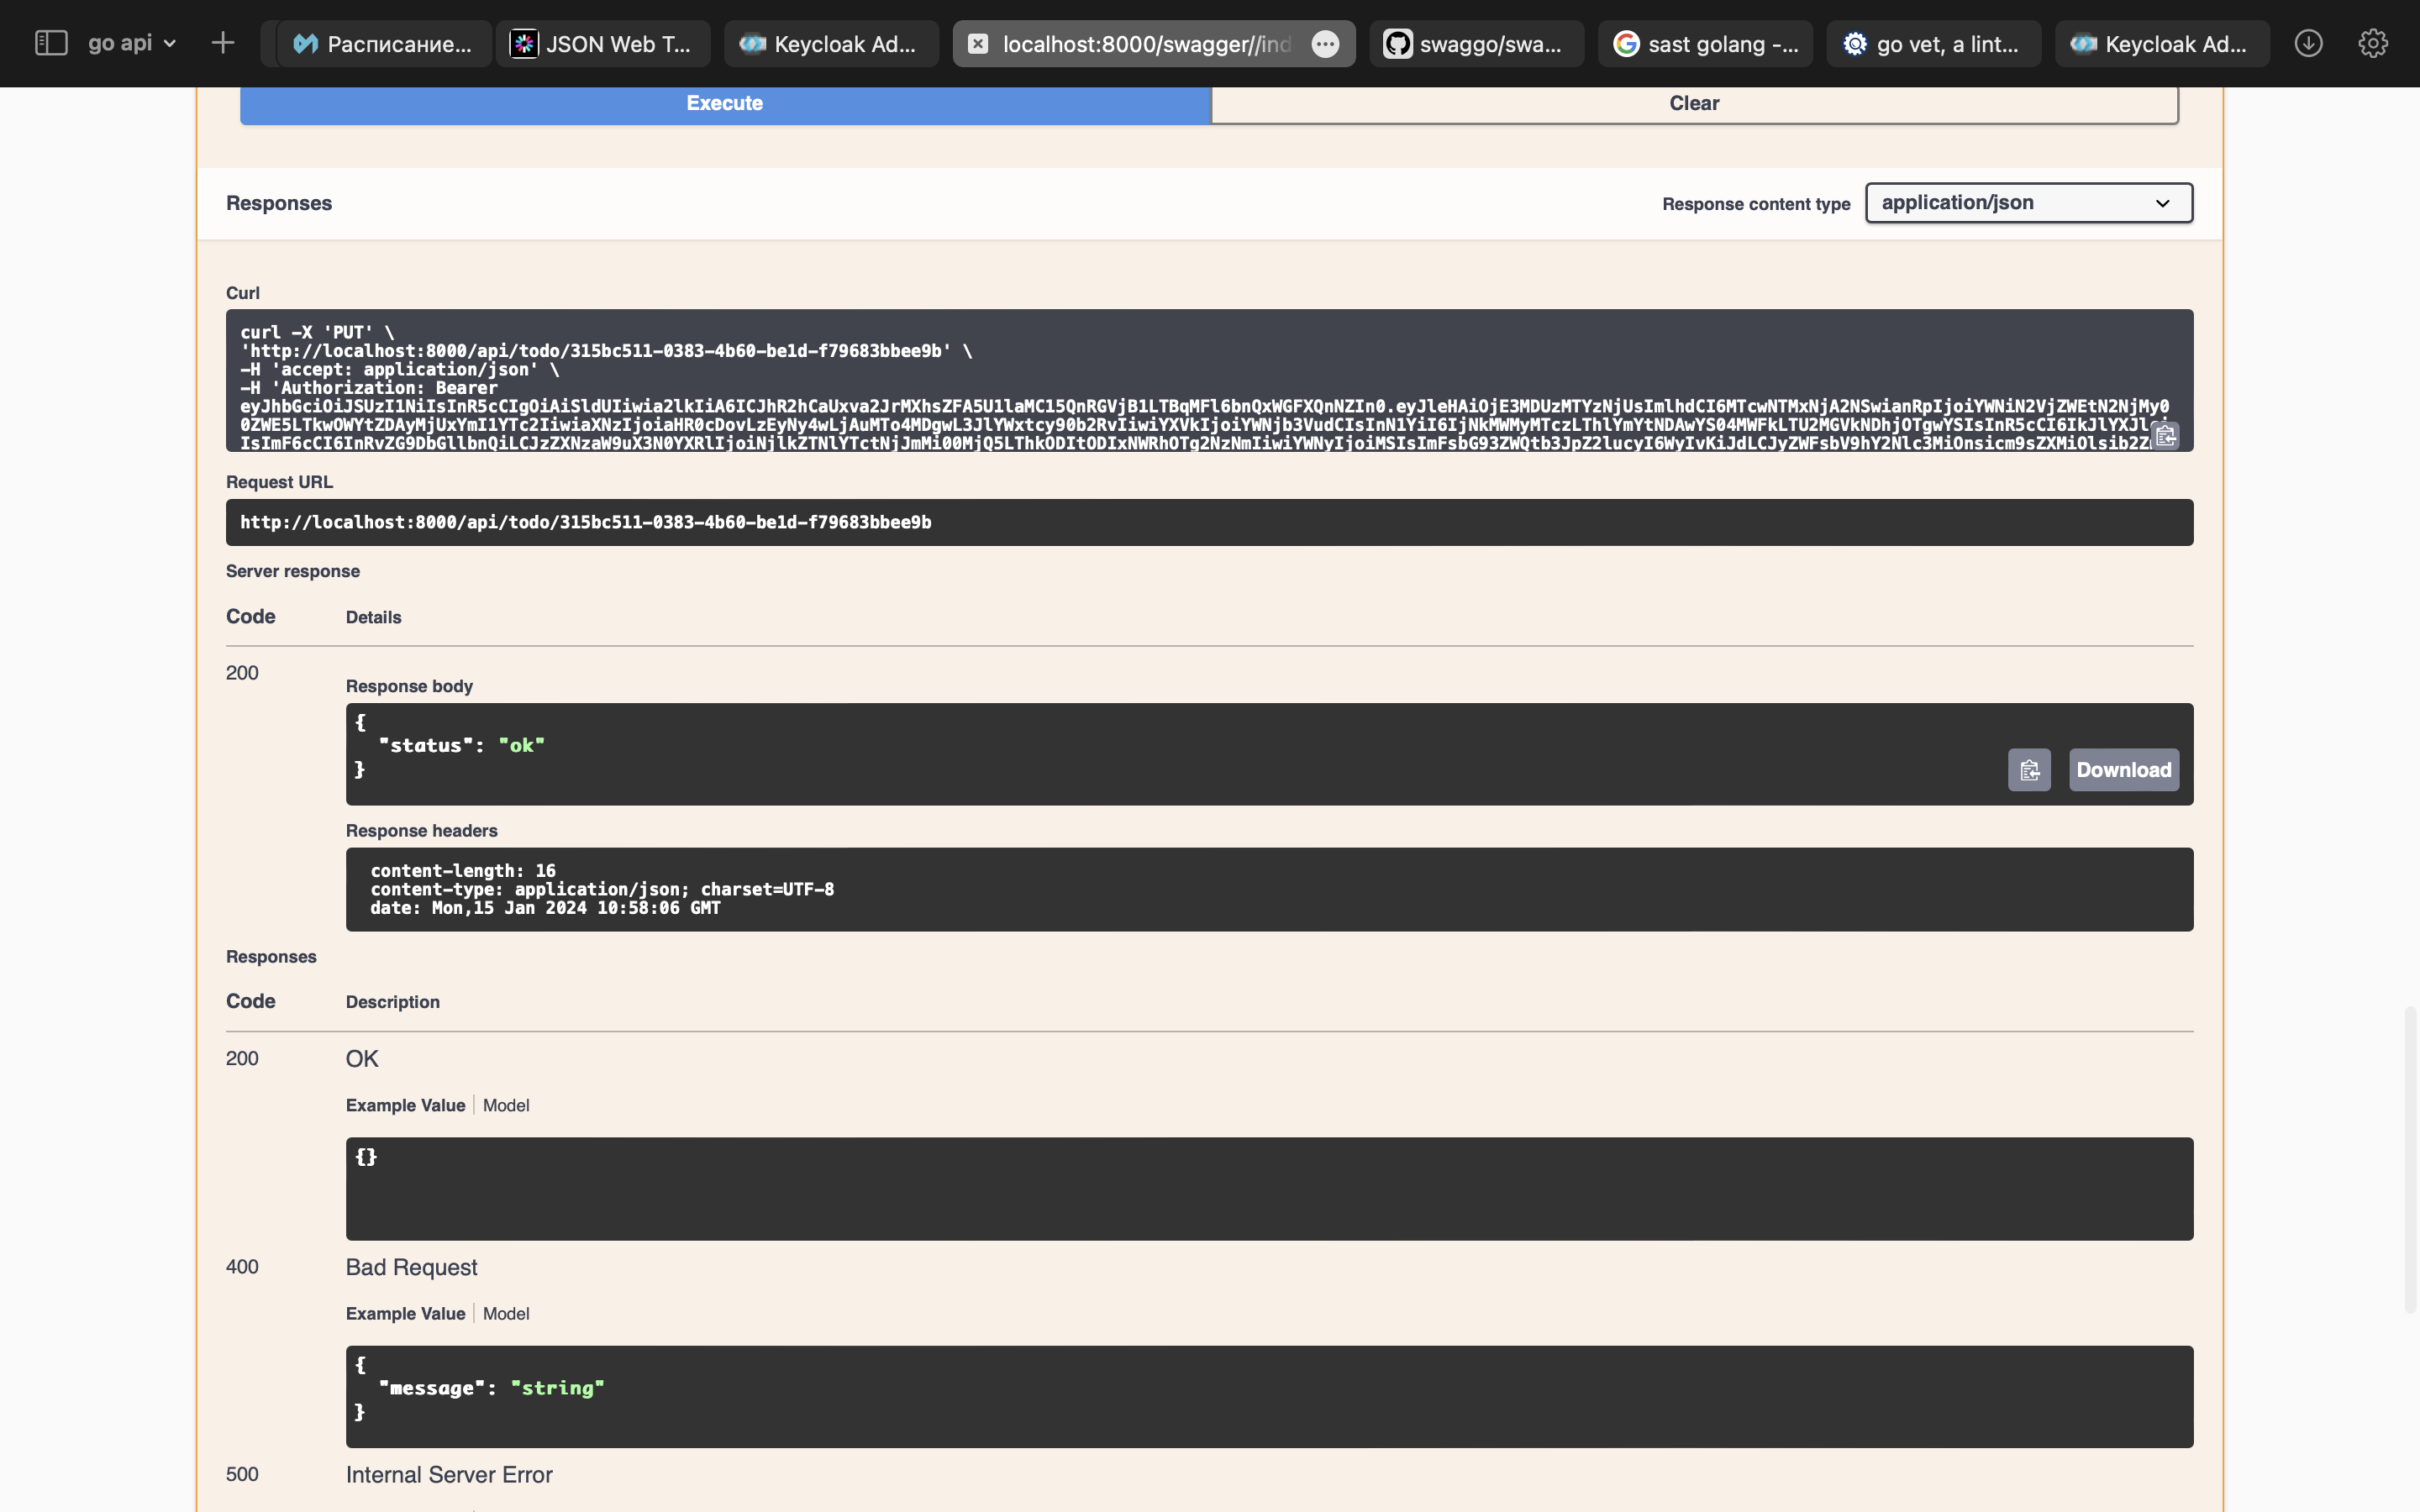 go api
Расписание...
JSON Web T...
Keycloak Ad...
localhost:8000/swagger//ind
swaggo/swa...
sast golang -...
go vet, a lint...
Keycloak Ad...
Execute
Clear
Responses
Response content type
application/json
Curl
curl -X 'PUT' \
'http://localhost:8000/api/todo/315bc511-0383-4b60-be1d-f79683bbee9b' \
-H 'accept: application/json' \
-H 'Authorization: Bearer
Request URL
http://localhost:8000/api/todo/315bc511-0383-4b60-be1d-f79683bbee9b
Server response
Code Details
200
Response body
{
"status": "ok"
}
Download
Response headers
content-length: 16
content-type: application/json; charset=UTF-8
date: Mon,15 Jan 2024 10:58:06 GMT
Responses
Code Description
200 OK
Example Value Model
{}
400 Bad Request
Example Value Model
{
"message": "string"
}
500 Internal Server Error